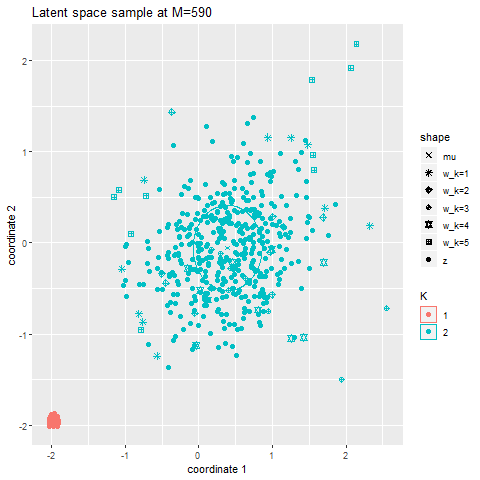 Latent space sample at M=590
2
1
0
-1
-2
coordinate 2
-2
-1
0
1
2
coordinate 1
shape
mu
w_k=1
w_k=2
w_k=3
w_k=4
w_k=5
z
K
1
2